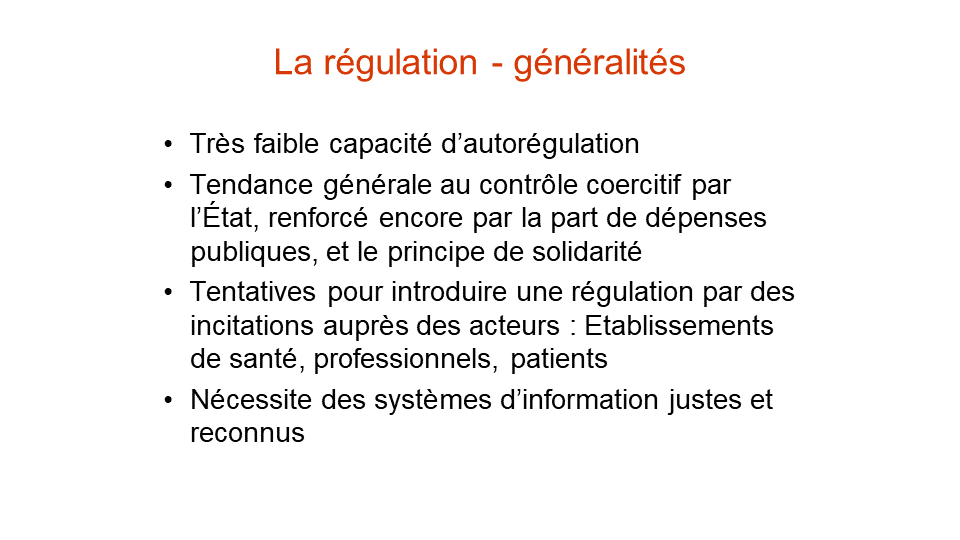 La régulation - généralités
• Très faible capacité d’autorégulation
• Tendance générale au contrôle coercitif par
l’État, renforcé encore par la part de dépenses
publiques, et le principe de solidarité
• Tentatives pour introduire une régulation par des
incitations auprès des acteurs : Etablissements
de santé, professionnels, patients
• Nécessite des systèmes d’information justes et
reconnus